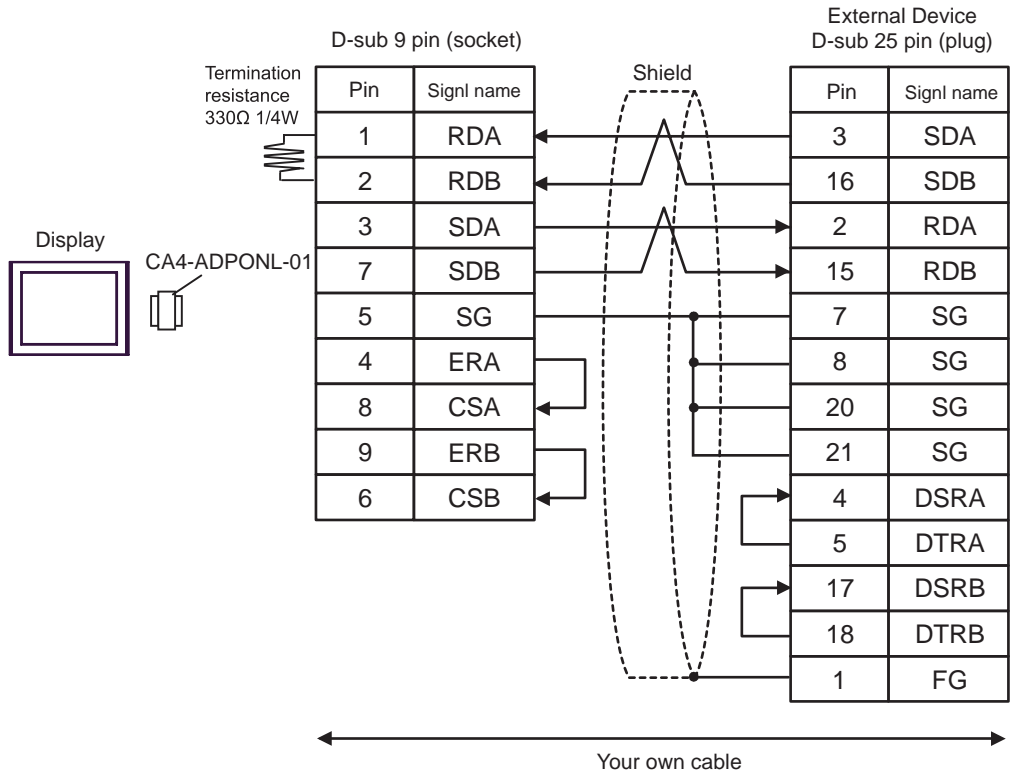 External Device
D-sub 9 pin (socket)
D-sub 25 pin (plug)
Termination
resistance
330Ω 1/4W
Shield
Pin Signl name
1 RDA
2 RDB
3 SDA
7 SDB
5 SG
4 ERA
8 CSA
9 ERB
6 CSB
Display
CA4-ADPONL-01
Pin Signl name
3 SDA
16 SDB
2 RDA
15 RDB
7 SG
8 SG
20 SG
21 SG
4 DSRA
5 DTRA
17 DSRB
18 DTRB
1 FG
Your own cable